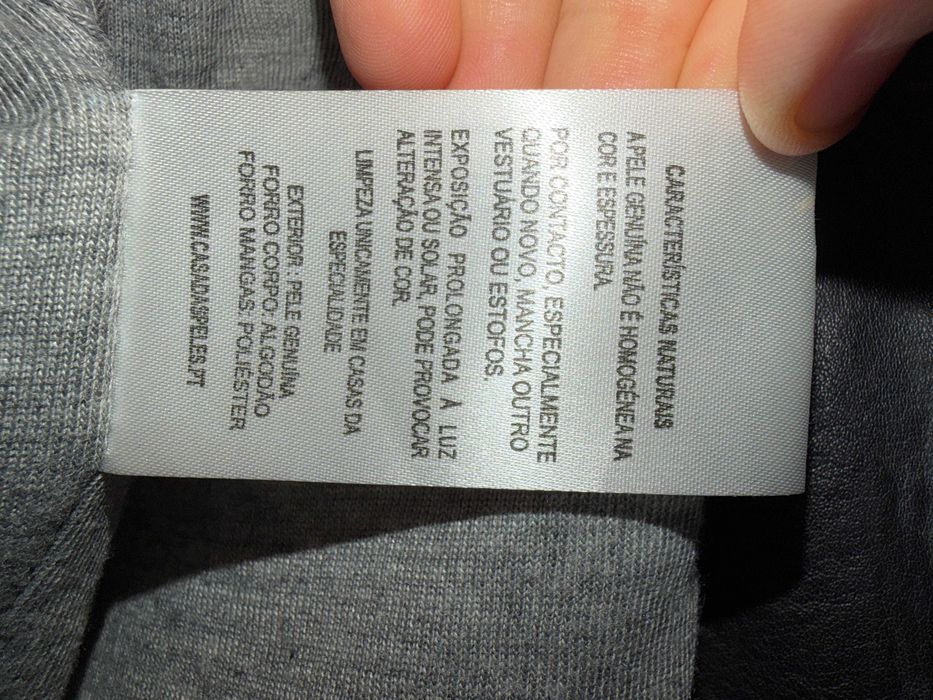 CARACTERÍSTICAS NATURAIS
A PELE GENUÍNA NÃO É HOMOGÉNEA NA
COR E ESPESSURA.
POR CONTACTO, ESPECIALMENTE
QUANDO NOVO, MANCHA OUTRO
VESTUÁRIO OU ESTOFOS.
EXPOSIÇÃO PROLONGADA À LUZ
INTENSA OU SOLAR, PODE PROVOCAR
ALTERAÇÃO DE COR.
LIMPEZA UNICAMENTE EM CASAS DA
ESPECIALIDADE
EXTERIOR : PELE GENUÍNA
FORRO CORPO: ALGODÃO
FORRO MANGAS: POLIÉSTER
WWW.CASADASPELES.PT